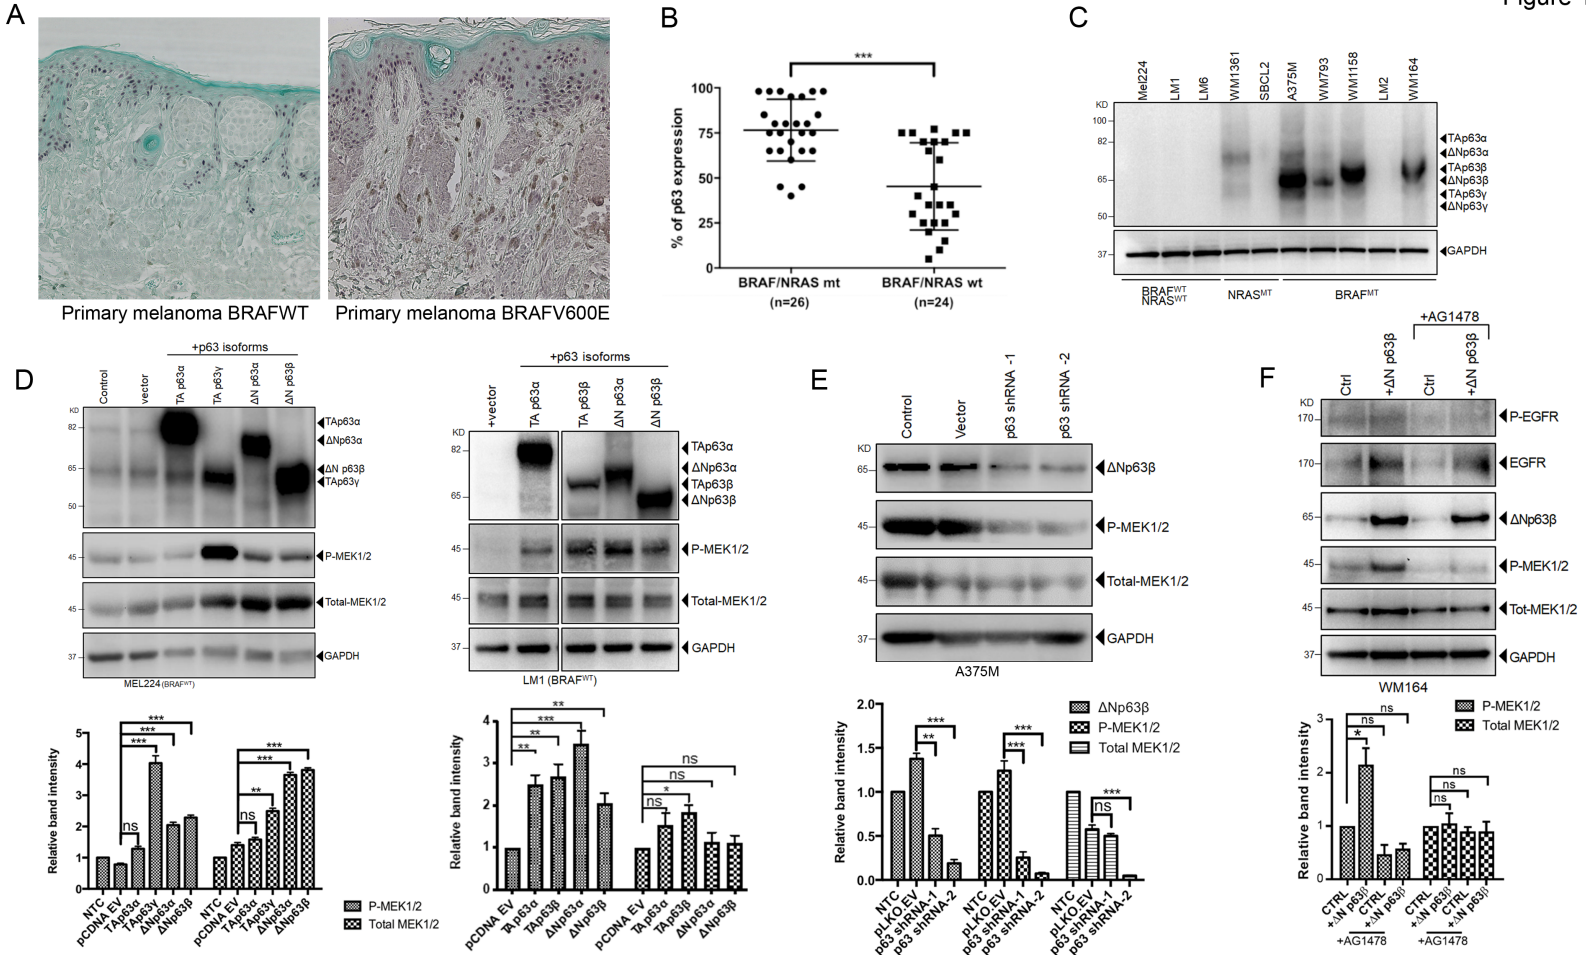 Figure
A
Primary melanoma BRAFWT
Primary melanoma BRAFV600E
B
***
% of p63 expression
100
75
50
25
0
BRAF/NRAS mt
(n=26)
BRAF/NRAS wt
(n=24)
C
Mel224
LM1
LM6
WM1361
SBCL2
A375M
WM793
WM1158
LM2
WM164
KD
100
82
65
50
37
TAp63α
ΔNp63α
TAp63β
ΔNp63β
TAp63γ
ΔNp63γ
GAPDH
BRAFWT
NRASWT
NRASMT
BRAFMT
D
+p63 isoforms
Control
vector
TA p63α
TA p63γ
ΔN p63α
ΔN p63β
KD
82
65
50
45
45
37
TAp63α
ΔNp63α
ΔN p63β
TAp63γ
P-MEK1/2
Total-MEK1/2
GAPDH
MEL224 (BRAFWT)
+p63 isoforms
+vector
TA p63α
TA p63β
ΔN p63α
ΔN p63β
KD
82
65
45
45
37
TAp63α
ΔNp63α
TAp63β
ΔNp63β
P-MEK1/2
Total-MEK1/2
GAPDH
LM1 (BRAFWT)
Relative band intensity
5
4
3
2
1
0
***
***
***
ns
***
***
**
ns
NTC
pCDNA EV
TAp63α
TAp63γ
ΔNp63α
ΔNp63β
NTC
pCDNA EV
TAp63α
TAp63γ
ΔNp63α
ΔNp63β
P-MEK1/2
Total MEK1/2
Relative band intensity
4
3
2
1
0
**
***
**
**
ns
ns
*
ns
pCDNA EV
TAp63α
TAp63β
ΔNp63α
ΔNp63β
pCDNA EV
TAp63α
TAp63β
ΔNp63α
ΔNp63β
E
Control
Vector
p63 shRNA -1
p63 shRNA -2
KD
65
45
45
37
ΔNp63β
P-MEK1/2
Total-MEK1/2
GAPDH
A375M
Relative band intensity
2.0
1.5
1.0
0.5
0.0
***
**
***
***
***
ns
ΔNp63β
P-MEK1/2
Total MEK1/2
NTC
pLKO.EV
p63 shRNA-1
p63 shRNA-2
NTC
pLKO.EV
p63 shRNA-1
p63 shRNA-2
NTC
pLKO.EV
p63 shRNA-1
p63 shRNA-2
F
+AG1478
Ctrl
+ΔN p63β
Ctrl
+ΔN p63β
KD
170
170
65
45
45
37
P-EGFR
EGFR
ΔNp63β
P-MEK1/2
Tot-MEK1/2
GAPDH
WM164
Relative band intensity
3
2
1
0
ns
ns
*
ns
ns
ns
P-MEK1/2
Total MEK1/2
CTRL
+ΔN p63β
CTRL
+ΔN p63β
CTRL
+ΔN p63β
CTRL
+ΔN p63β
+AG1478
+AG1478